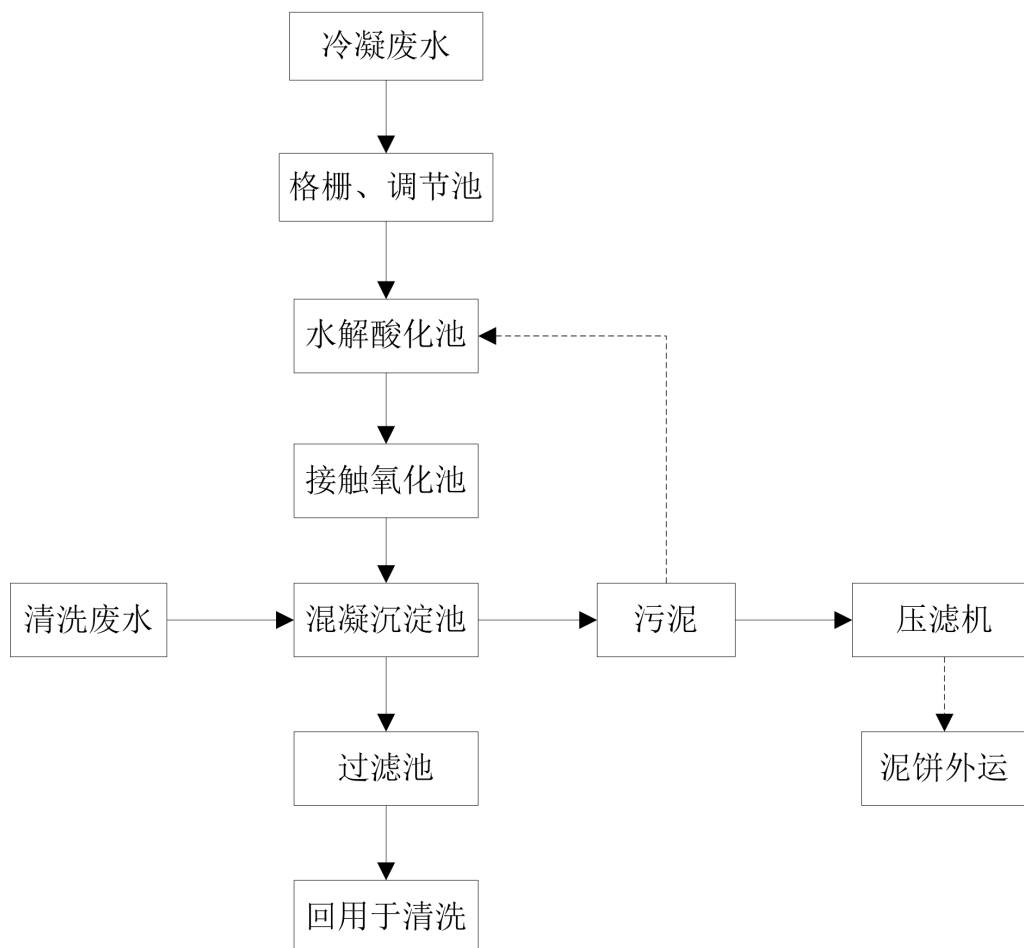 冷凝废水
格栅、调节池
水解酸化池
接触氧化池
清洗废水
混凝沉淀池
污泥
压滤机
过滤池
泥饼外运
回用于清洗